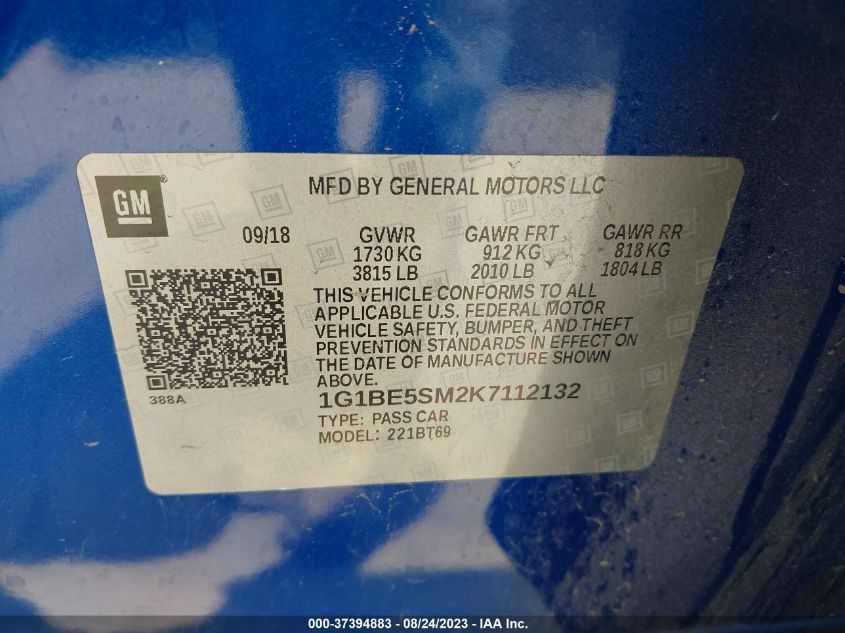 GM ®
MFD BY GENERAL MOTORS LLC
09/18 GVWR GAWR FRT GAWR RR
1730 KG 912 KG 818 KG
3815 LB 2010 LB 1804 LB
THIS VEHICLE CONFORMS TO ALL
APPLICABLE U.S. FEDERAL MOTOR
VEHICLE SAFETY, BUMPER, AND THEFT
PREVENTION STANDARDS IN EFFECT ON
THE DATE OF MANUFACTURE SHOWN
ABOVE.
388A
1G1BE5SM2K7112132
TYPE: PASS CAR
MODEL: 221BT69
000-37394883 - 08/24/2023 - IAA Inc.